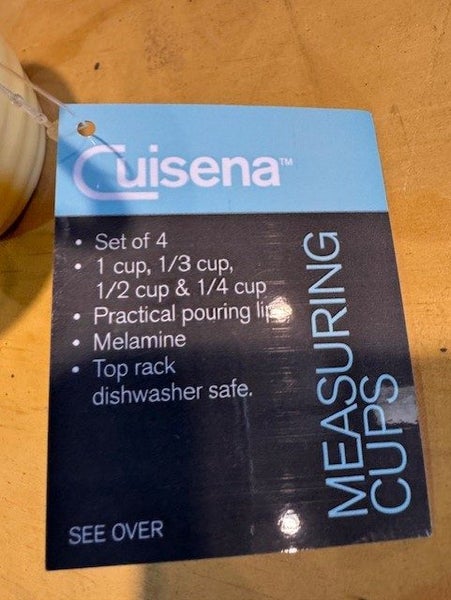 Cuisena™
• Set of 4
• 1 cup, 1/3 cup,
1/2 cup & 1/4 cup
• Practical pouring lip
• Melamine
• Top rack
dishwasher safe.
MEASURING
CUPS
SEE OVER